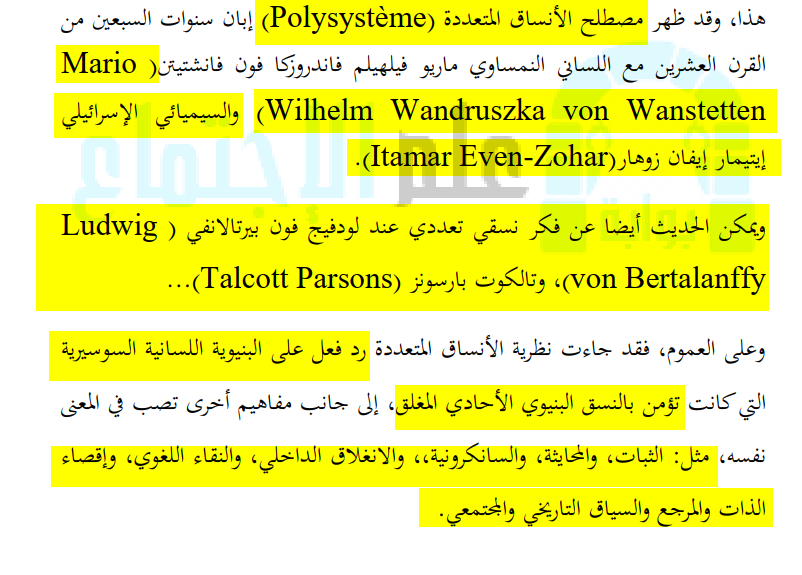 هذا، وقد ظهر مصطلح الأنساق المتعددة (Polysystème) إبان سنوات السبعين من
القرن العشرين مع اللساني النمساوي ماريو فيلهيلم فاندروزكا فون فانشتيتن( Mario
Wilhelm Wandruszka von Wanstetten) والسيميائي الإسرائيلي
إيتيمار إيفان زوهار(Itamar Even-Zohar).
ويمكن الحديث أيضا عن فكر نسقي تعددي عند لودفيج فون بيرتالانفي ( Ludwig
von Bertalanffy)، وتالكوت بارسونز (Talcott Parsons)...
وعلى العموم، فقد جاءت نظرية الأنساق المتعددة رد فعل على البنيوية اللسانية السوسيرية
التي كانت تؤمن بالنسق البنيوي الأحادي المغلق، إلى جانب مفاهيم أخرى تصب في المعنى
نفسه، مثل: الثبات، والمحايثة، والسانكرونية،، والانغلاق الداخلي، والنقاء اللغوي، وإقصاء
الذات والمرجع والسياق التاريخي والمجتمعي.
بوابة
علم الإجتماع